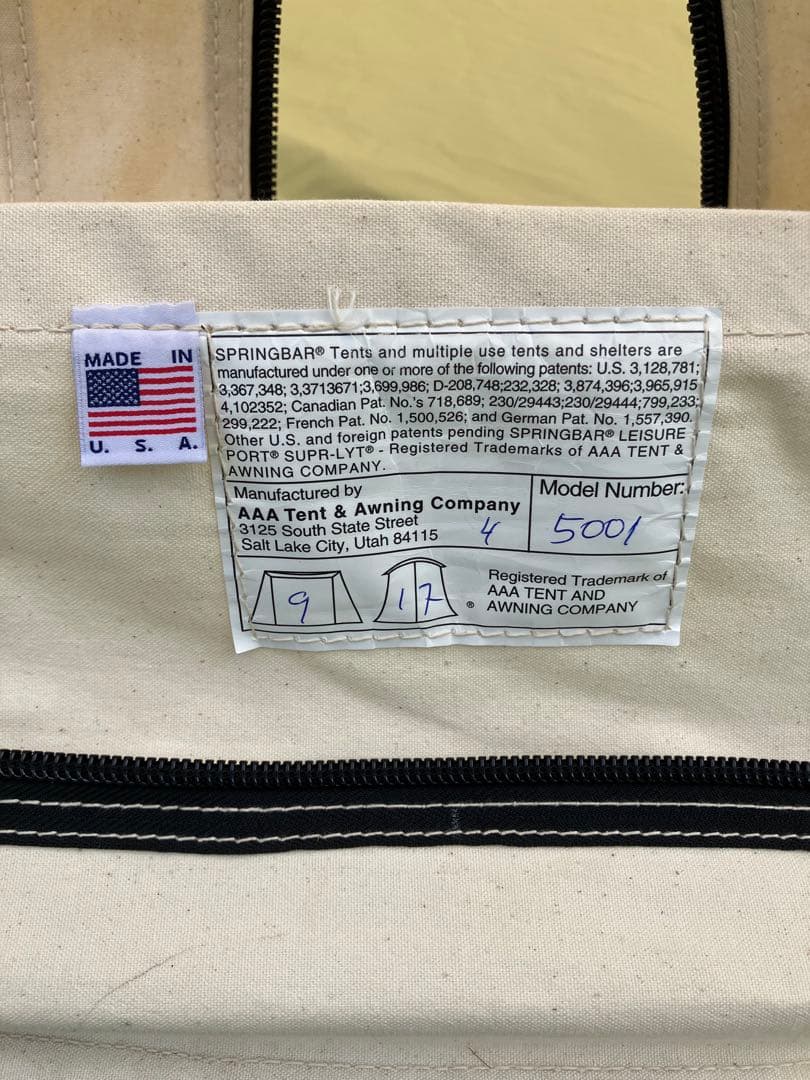 MADE IN
U. S. A.
SPRINGBAR® Tents and multiple use tents and shelters are
manufactured under one or more of the following patents: U.S. 3,128,781;
3,367,348; 3,3713671;3,699,986; D-208,748;232,328; 3,874,396;3,965,915
4,102352; Canadian Pat. No.'s 718,689; 230/29443;230/29444;799,233;
299,222; French Pat. No. 1,500,526; and German Pat. No. 1,557,390.
Other U.S. and foreign patents pending SPRINGBAR® LEISURE
PORT® SUPR-LYT® - Registered Trademarks of AAA TENT &
AWNING COMPANY.
Manufactured by
AAA Tent & Awning Company
3125 South State Street
Salt Lake City, Utah 84115 4
Model Number:
5001
9
17
®
Registered Trademark of
AAA TENT AND
AWNING COMPANY